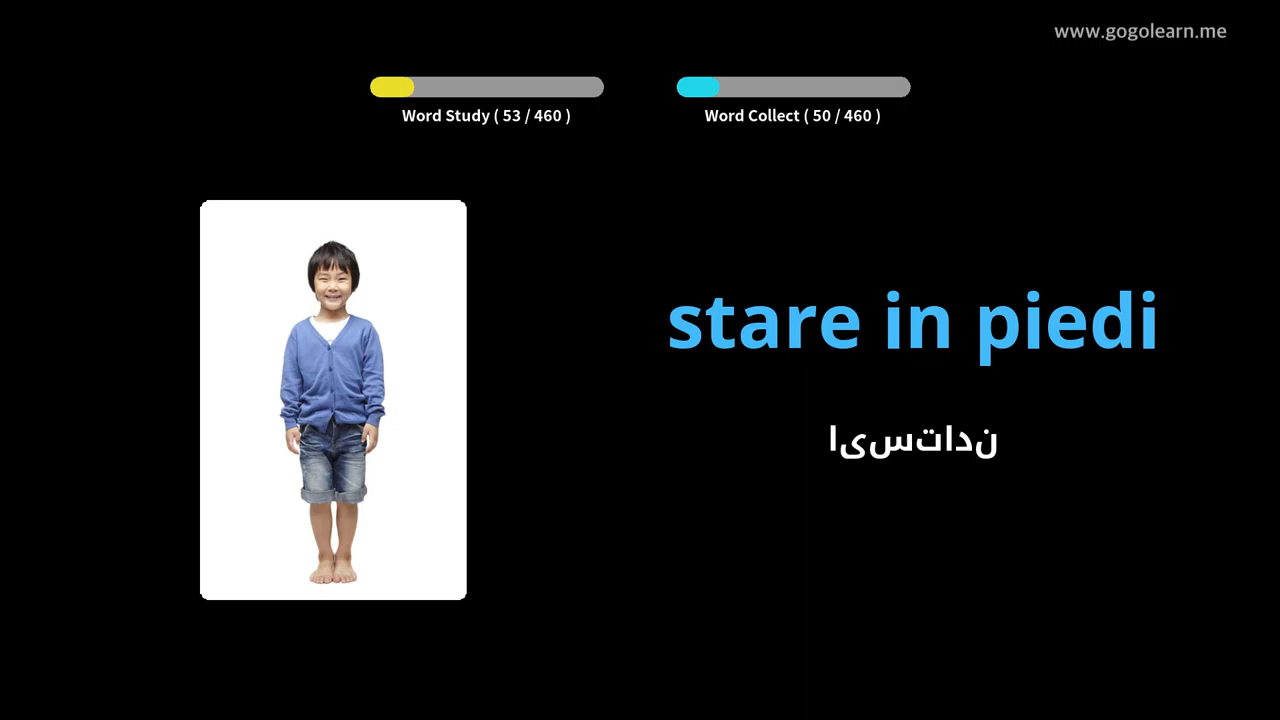 www.gogolearn.me
Word Study ( 53 / 460 )
Word Collect ( 50 / 460 )
stare in piedi
نداتسیا